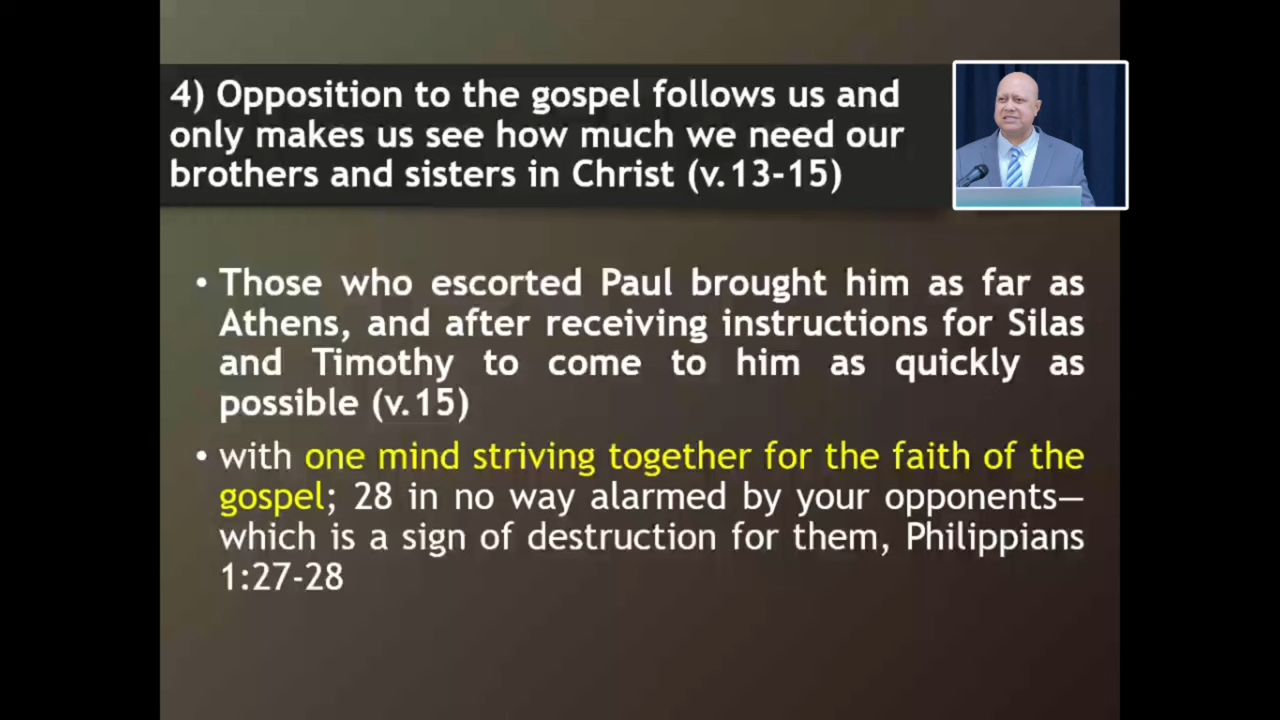 4) Opposition to the gospel follows us and
only makes us see how much we need our
brothers and sisters in Christ (v.13-15)
• Those who escorted Paul brought him as far as
Athens, and after receiving instructions for Silas
and Timothy to come to him as quickly as
possible (v.15)
• with one mind striving together for the faith of the
gospel; 28 in no way alarmed by your opponents—
which is a sign of destruction for them, Philippians
1:27-28